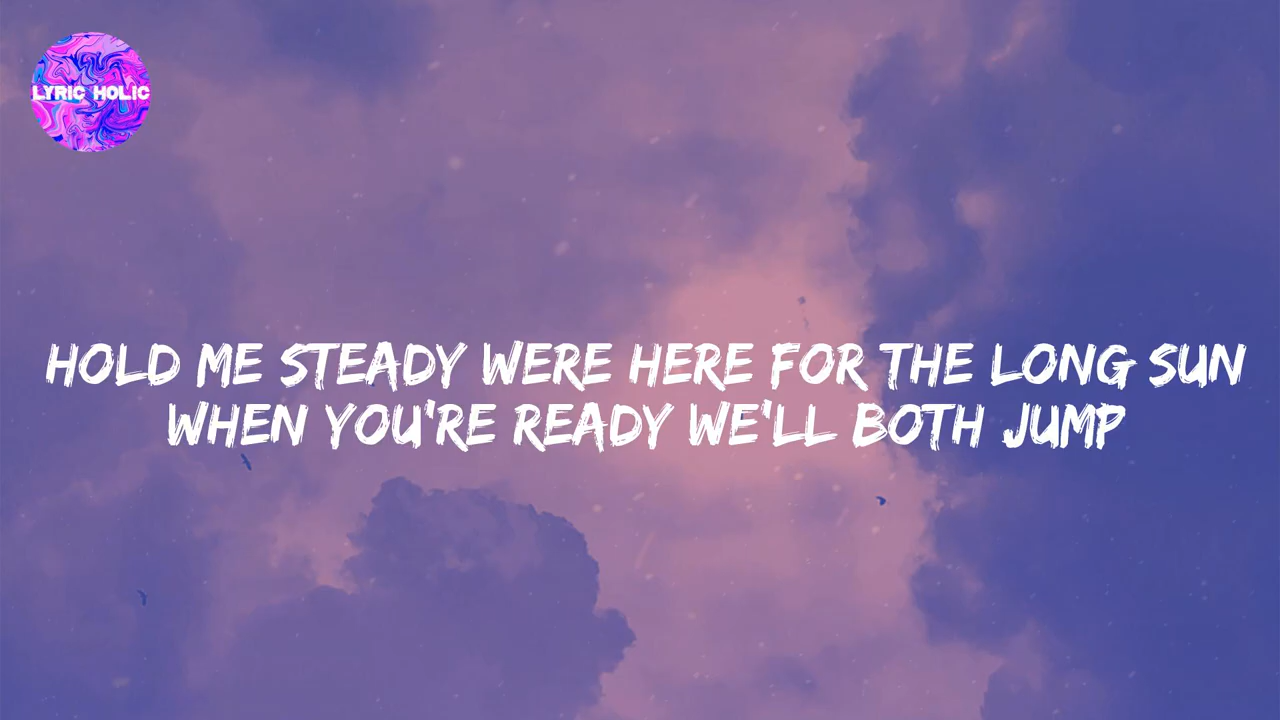 LYRIC HOLIC
HOLD ME STEADY WERE HERE FOR THE LONG SUN
WHEN YOU'RE READY WE'LL BOTH JUMP